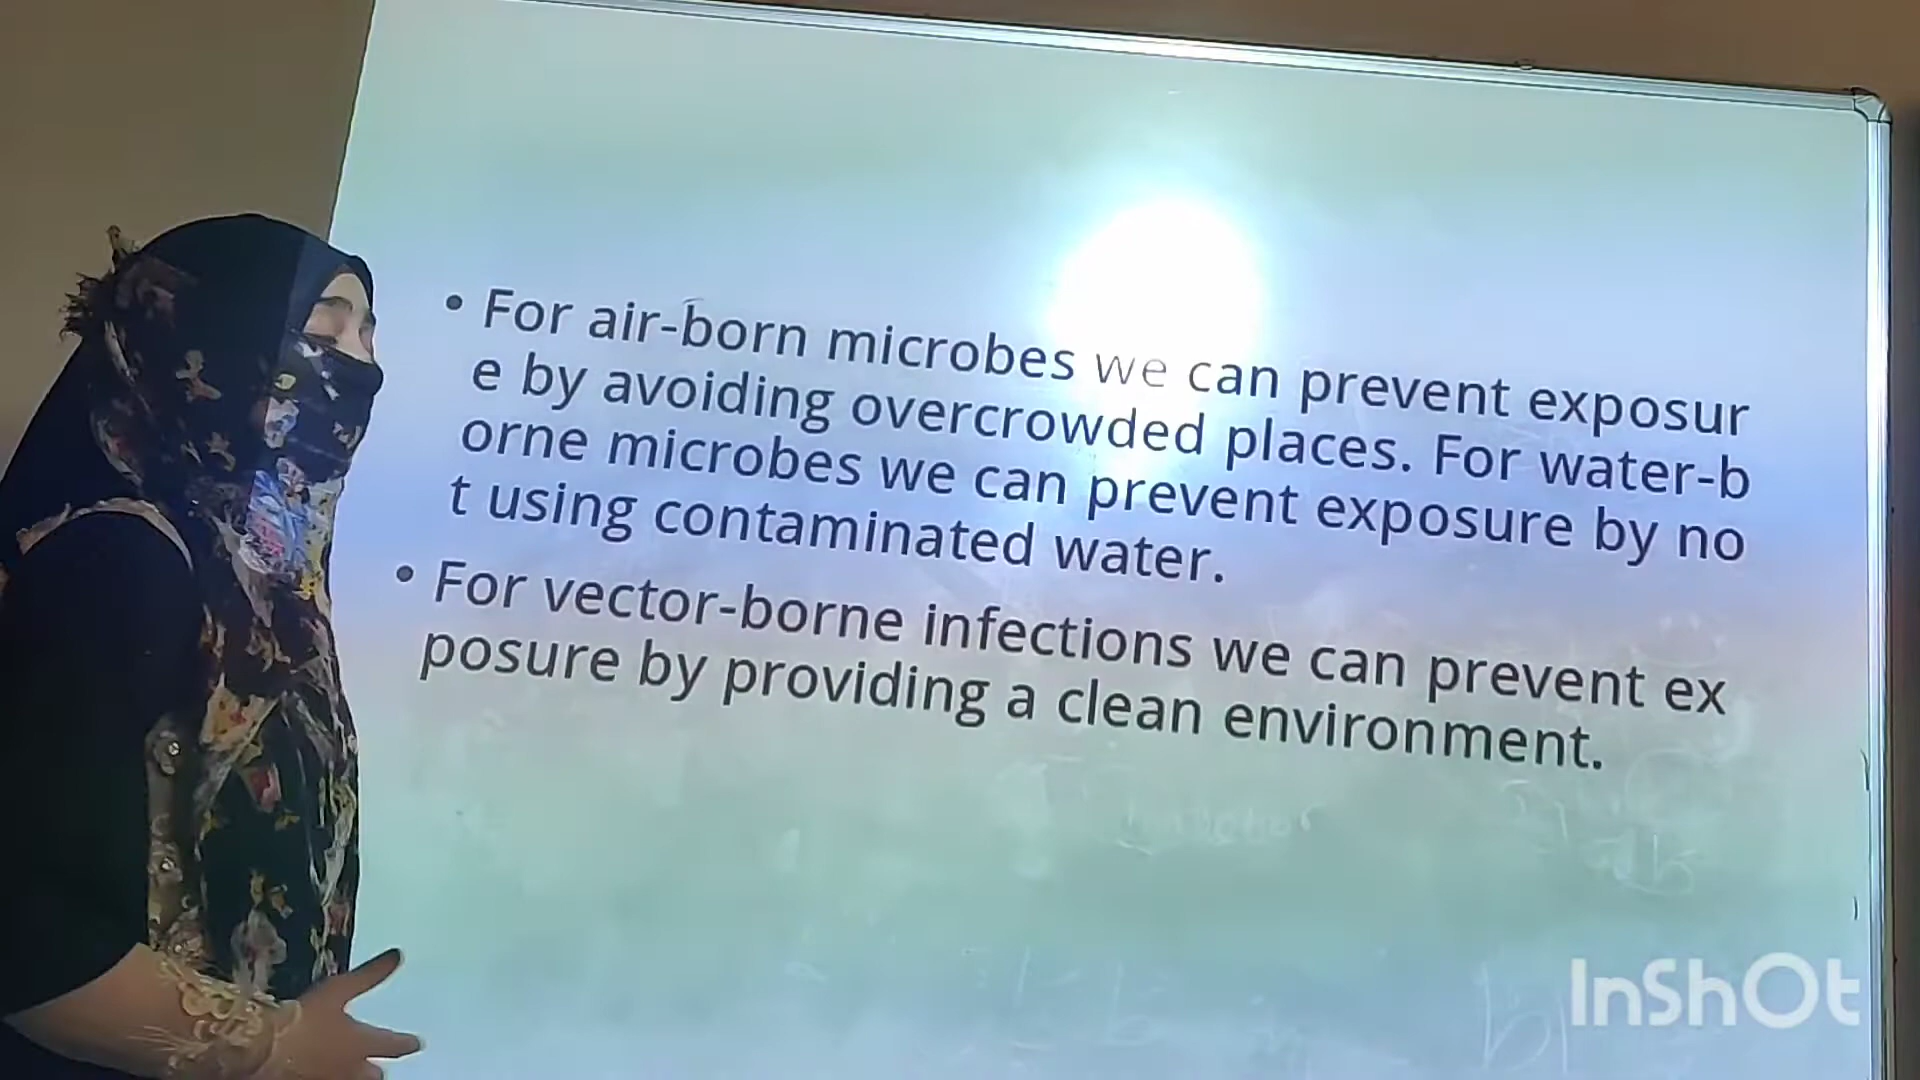 • For air-born microbes we can prevent exposur
e by avoiding overcrowded places. For water-b
orne microbes we can prevent exposure by no
t using contaminated water.
• For vector-borne infections we can prevent ex
posure by providing a clean environment.
InShOt